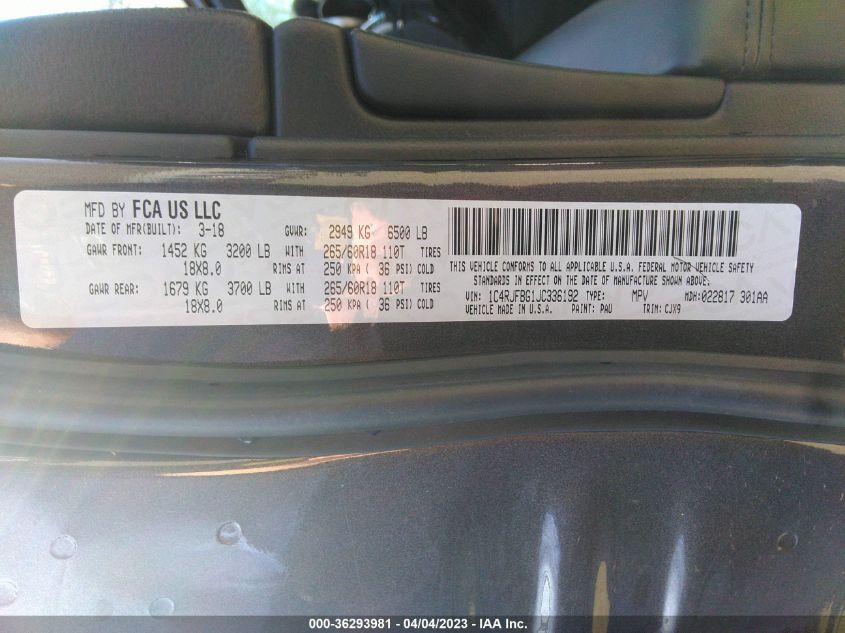 MFD BY FCA US LLC
DATE OF MFR(BUILT): 3-18 GVWR: 2949 KG 6500 LB
GAWR FRONT: 1452 KG 3200 LB WITH 265/60R18 110T TIRES
18X8.0 RIMS AT 250 KPA ( 36 PSI) COLD
GAWR REAR: 1679 KG 3700 LB WITH 265/60R18 110T TIRES
18X8.0 RIMS AT 250 KPA ( 36 PSI) COLD
THIS VEHICLE CONFORMS TO ALL APPLICABLE U.S.A. FEDERAL MOTOR VEHICLE SAFETY
STANDARDS IN EFFECT ON THE DATE OF MANUFACTURE SHOWN ABOVE.
VIN: 1C4RJFBG1JC336192 TYPE: MPV MDH:022817 301AA
VEHICLE MADE IN U.S.A. PAINT: PAU TRIM: CJX9
000-36293981 - 04/04/2023 - IAA Inc.